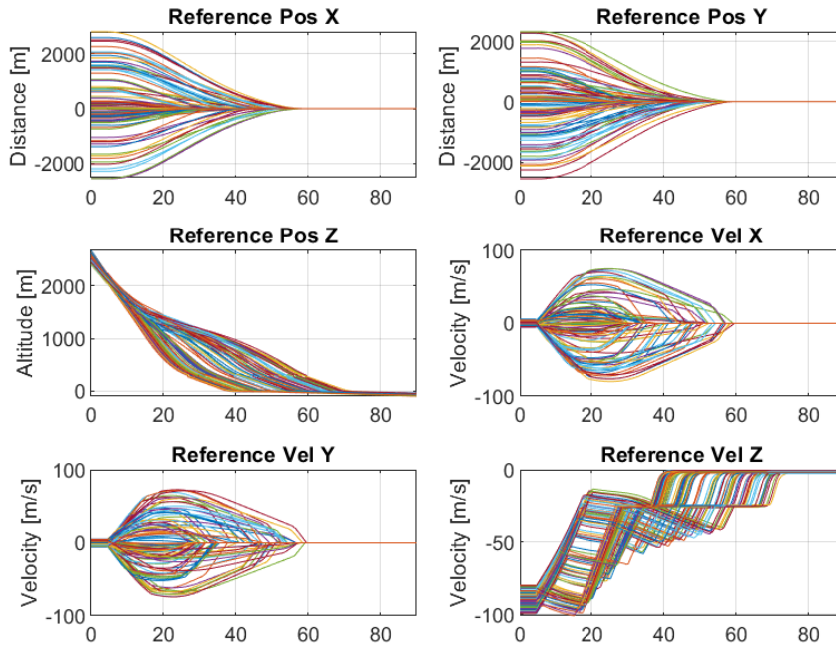 Reference Pos X
Distance [m]
2000
0
-2000
0 20 40 60 80
Reference Pos Y
Distance [m]
2000
0
-2000
0 20 40 60 80
Reference Pos Z
Altitude [m]
2000
1000
0
0 20 40 60 80
Reference Vel X
Velocity [m/s]
100
0
-100
0 20 40 60 80
Reference Vel Y
Velocity [m/s]
100
0
-100
0 20 40 60 80
Reference Vel Z
Velocity [m/s]
0
-50
-100
0 20 40 60 80